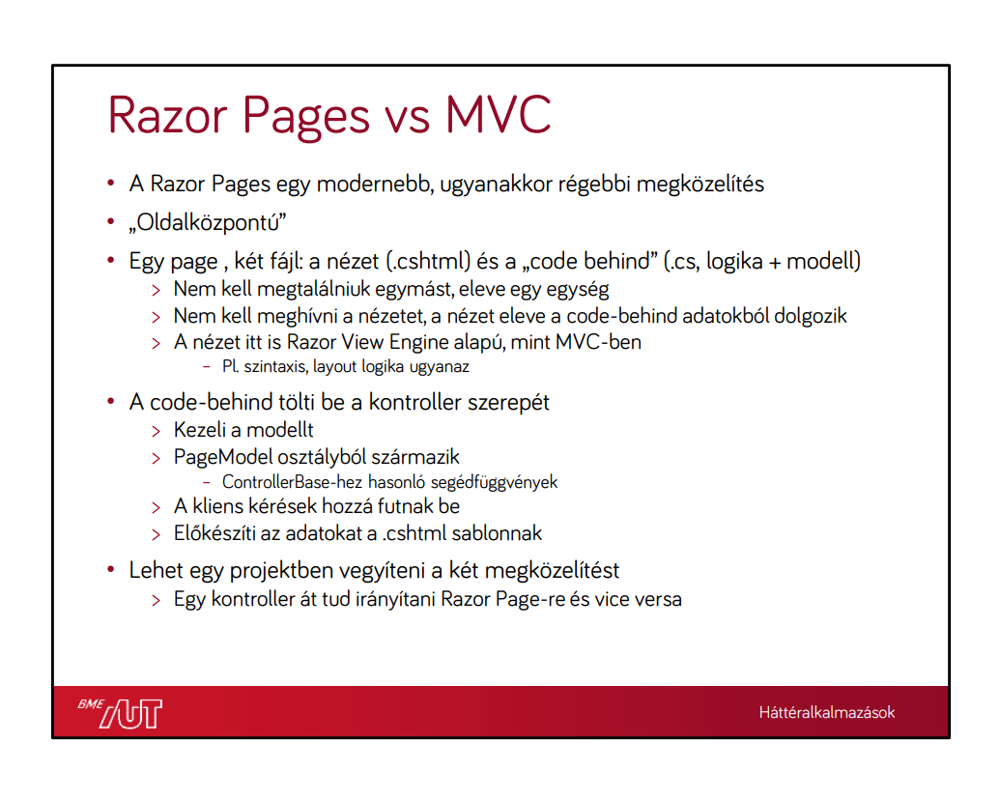 Razor Pages vs MVC
• A Razor Pages egy modernebb, ugyanakkor régebbi megközelítés
• „Oldalközpontú”
• Egy page , két fájl: a nézet (.cshtml) és a „code behind” (.cs, logika + modell)
> Nem kell megtalálniuk egymást, eleve egy egység
> Nem kell meghívni a nézetet, a nézet eleve a code-behind adatokból dolgozik
> A nézet itt is Razor View Engine alapú, mint MVC-ben
– Pl. szintaxis, layout logika ugyanaz
• A code-behind tölti be a kontroller szerepét
> Kezeli a modellt
> PageModel osztályból származik
– ControllerBase-hez hasonló segédfüggvények
> A kliens kérések hozzá futnak be
> Előkészíti az adatokat a .cshtml sablonnak
• Lehet egy projektben vegyíteni a két megközelítést
> Egy kontroller át tud irányítani Razor Page-re és vice versa
BME AUT
Háttéralkalmazások